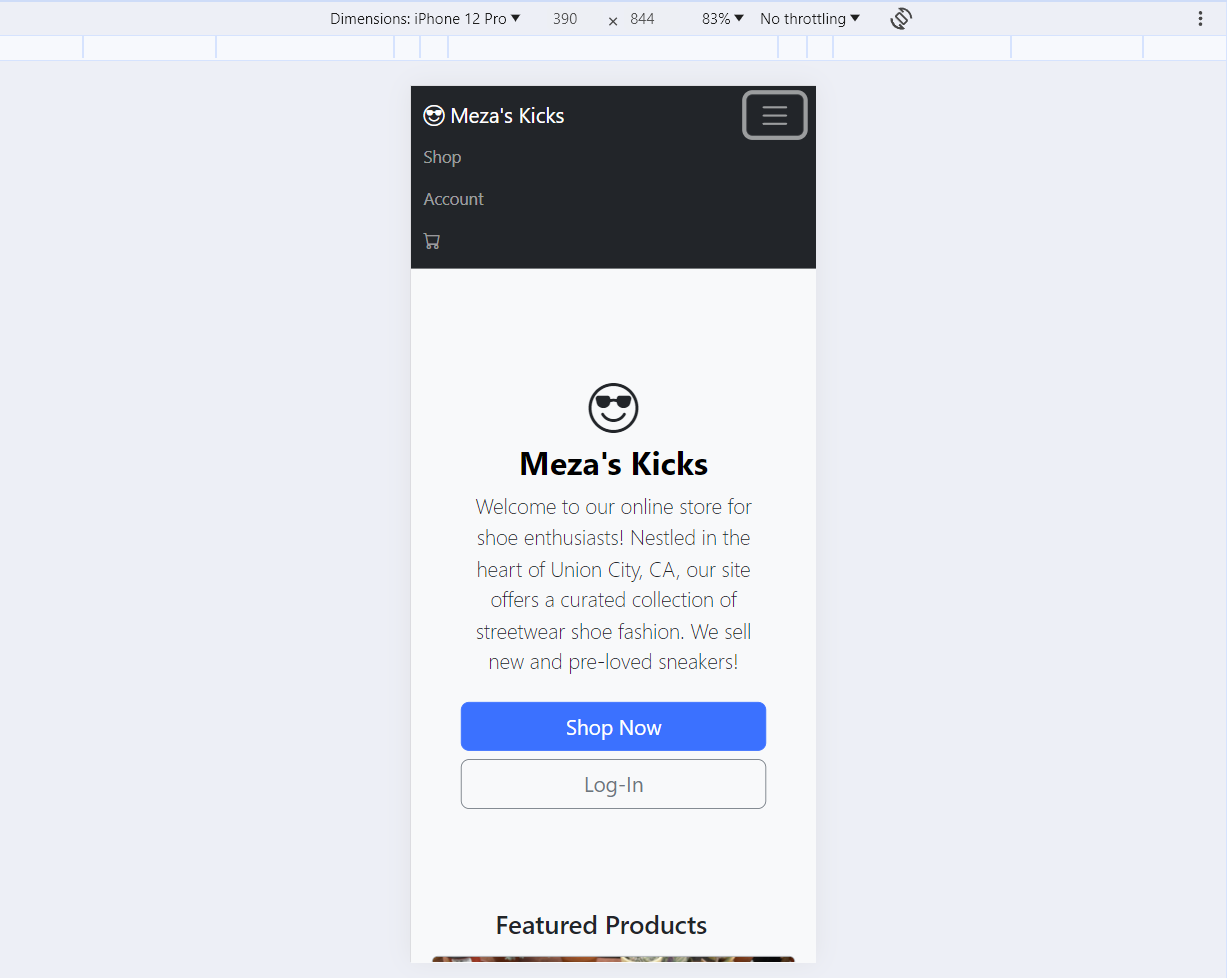 Dimensions: iPhone 12 Pro 390 × 844 83% No throttling
Meza's Kicks
Shop
Account
Meza's Kicks
Welcome to our online store for
shoe enthusiasts! Nestled in the
heart of Union City, CA, our site
offers a curated collection of
streetwear shoe fashion. We sell
new and pre-loved sneakers!
Shop Now
Log-In
Featured Products